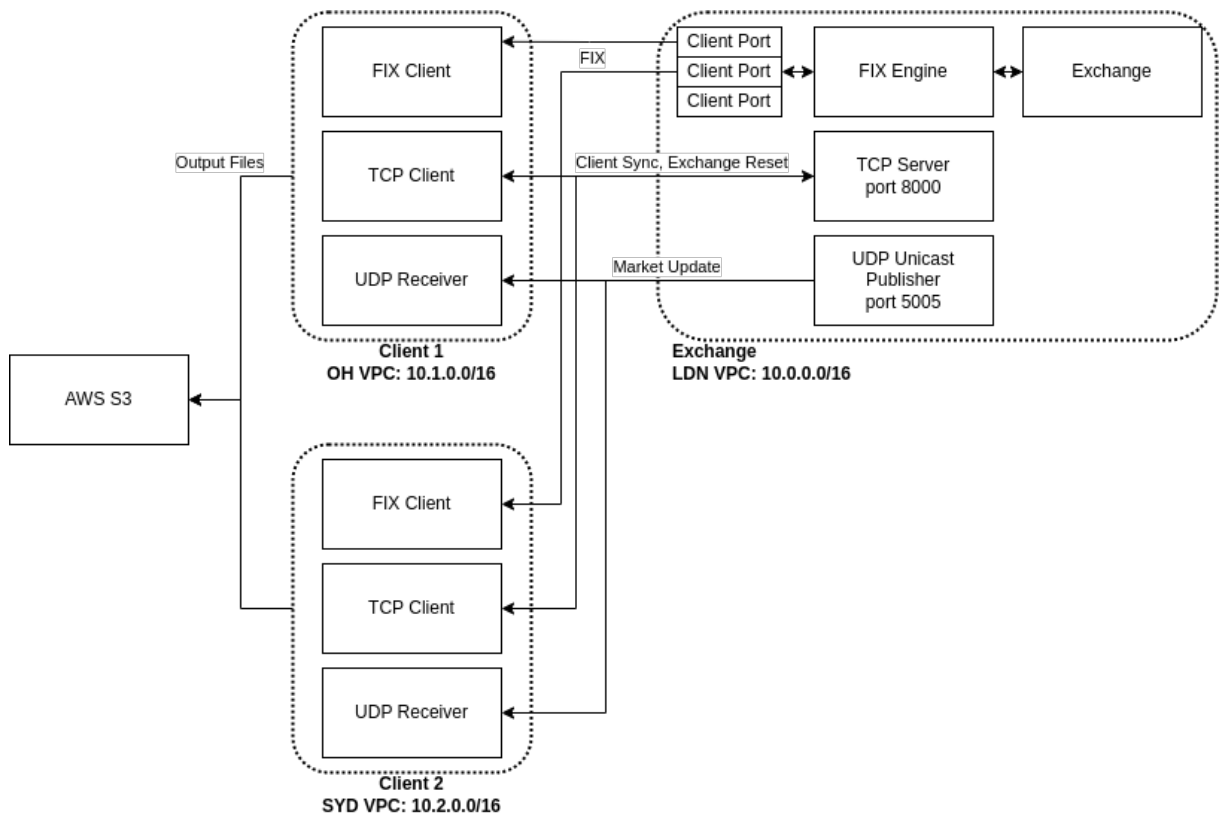 Client Port
FIX Client
FIX
Client Port
FIX Engine
Exchange
Client Port
Output Files
TCP Client
Client Sync, Exchange Reset
TCP Server
port 8000
UDP Receiver
Market Update
UDP Unicast
Publisher
port 5005
Client 1
OH VPC: 10.1.0.0/16
Exchange
LDN VPC: 10.0.0.0/16
AWS S3
FIX Client
TCP Client
UDP Receiver
Client 2
SYD VPC: 10.2.0.0/16